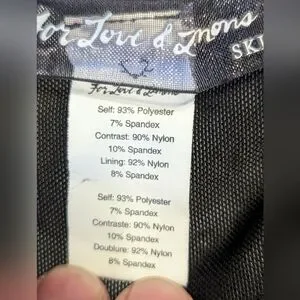 For Love & Lemons
SKI
For Love & Lemons
Self: 93% Polyester
7% Spandex
Contrast: 90% Nylon
10% Spandex
Lining: 92% Nylon
8% Spandex
Self: 93% Polyester
7% Spandex
Contraste: 90% Nylon
10% Spandex
Doublure: 92% Nylon
8% Spandex